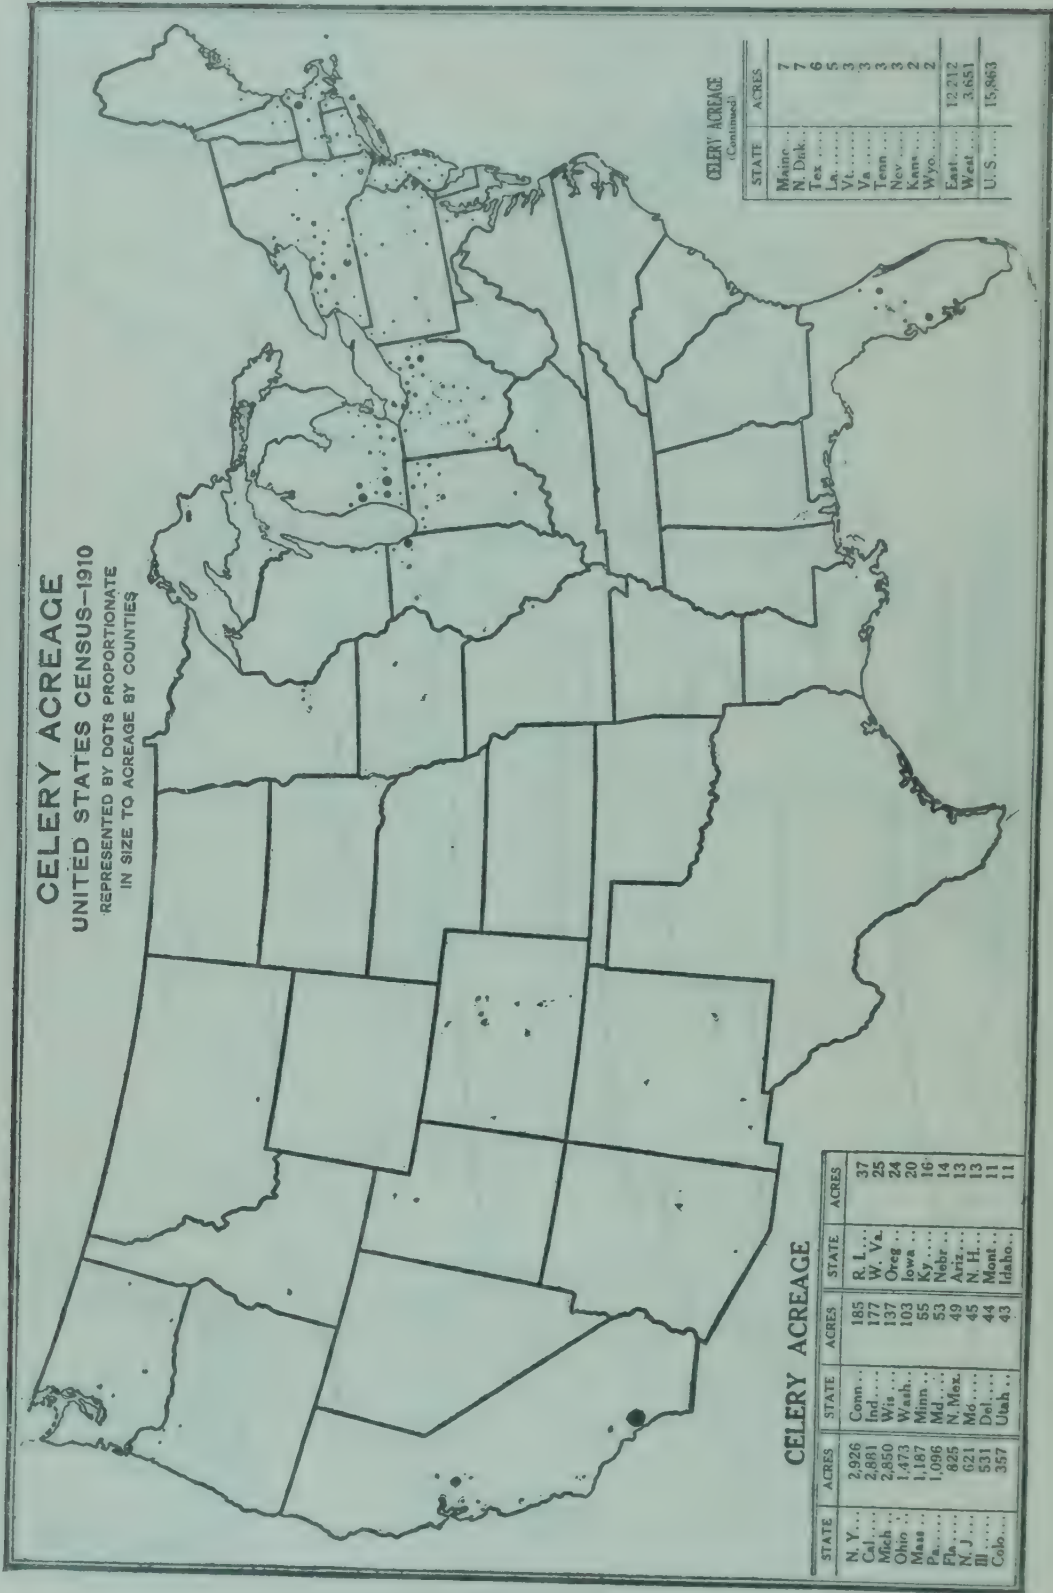 CELERY ACREAGE
UNITED STATES CENSUS–1910
REPRESENTED BY DOTS PROPORTIONATE
IN SIZE TO ACREAGE BY COUNTIES
CELERY ACREAGE
STATE ACRES STATE ACRES STATE ACRES
N. Y... 2,926 Conn.. 185 R. I.... 37
Cal.... 2,881 Ind.... 177 W. Va. 25
Mich.. 2,850 Wis... 137 Oreg.. 24
Ohio.. 1,473 Wash.. 103 Iowa.. 20
Mass.. 1,187 Minn.. 55 Ky.... 16
Pa..... 1,096 Md.... 53 Nebr.. 14
Fla.... 825 N. Mex. 49 Ariz... 13
N. J... 621 Mo.... 45 N. H... 13
Ill..... 531 Del.... 44 Mont.. 11
Colo... 357 Utah.. 43 Idaho.. 11
CELERY ACREAGE
(Continued)
STATE ACRES
Maine... 7
N. Dak.. 7
Tex..... 6
La...... 5
Vt...... 3
Va...... 3
Tenn.... 3
Nev..... 3
Kans.... 2
Wyo..... 2
East.... 12,212
West.... 3,651
U. S..... 15,863